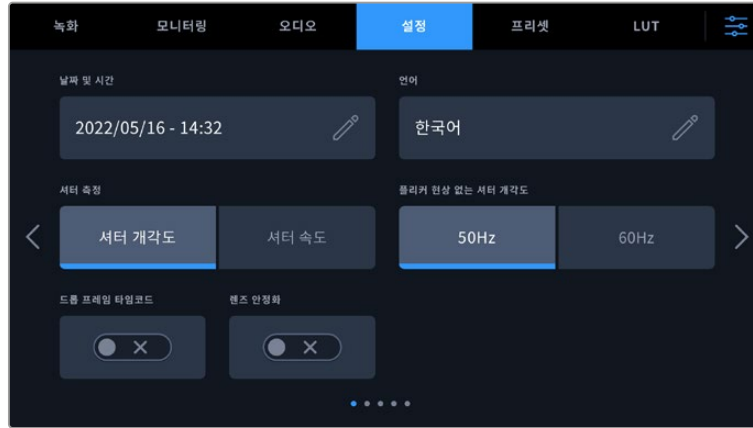 녹화 모니터링 오디오 설정 프리셋 LUT
날짜 및 시간 언어
2022/05/16 - 14:32 한국어
셔터 측정 플리커 현상 없는 셔터 개각도
셔터 개각도 셔터 속도 50Hz 60Hz
드롭 프레임 타임코드 렌즈 안정화